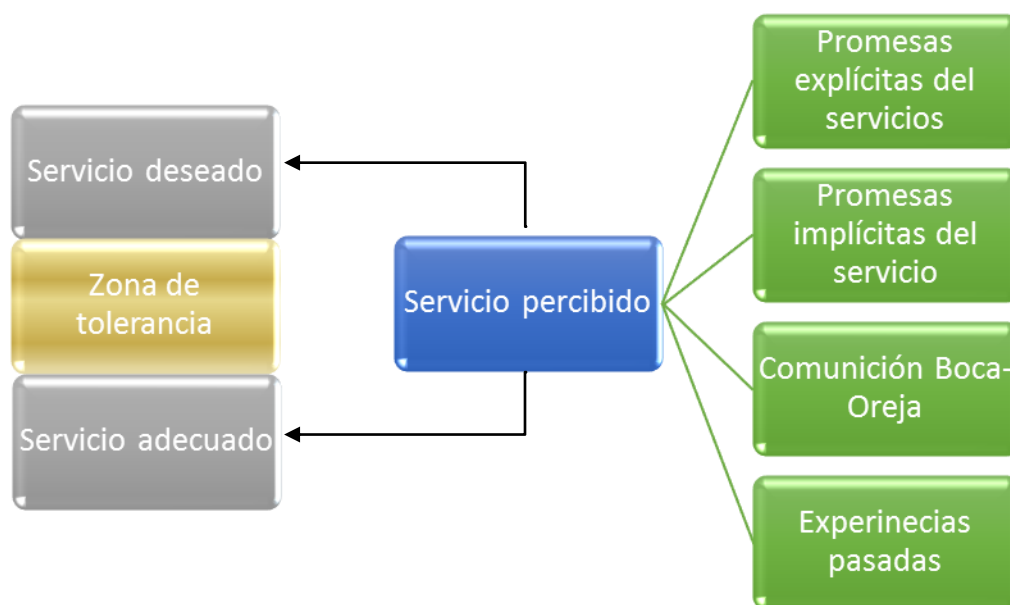 Servicio deseado
Zona de
tolerancia
Servicio adecuado
Servicio percibido
Promesas
explícitas del
servicios
Promesas
implícitas del
servicio
Comunición Boca-
Oreja
Experinecias
pasadas